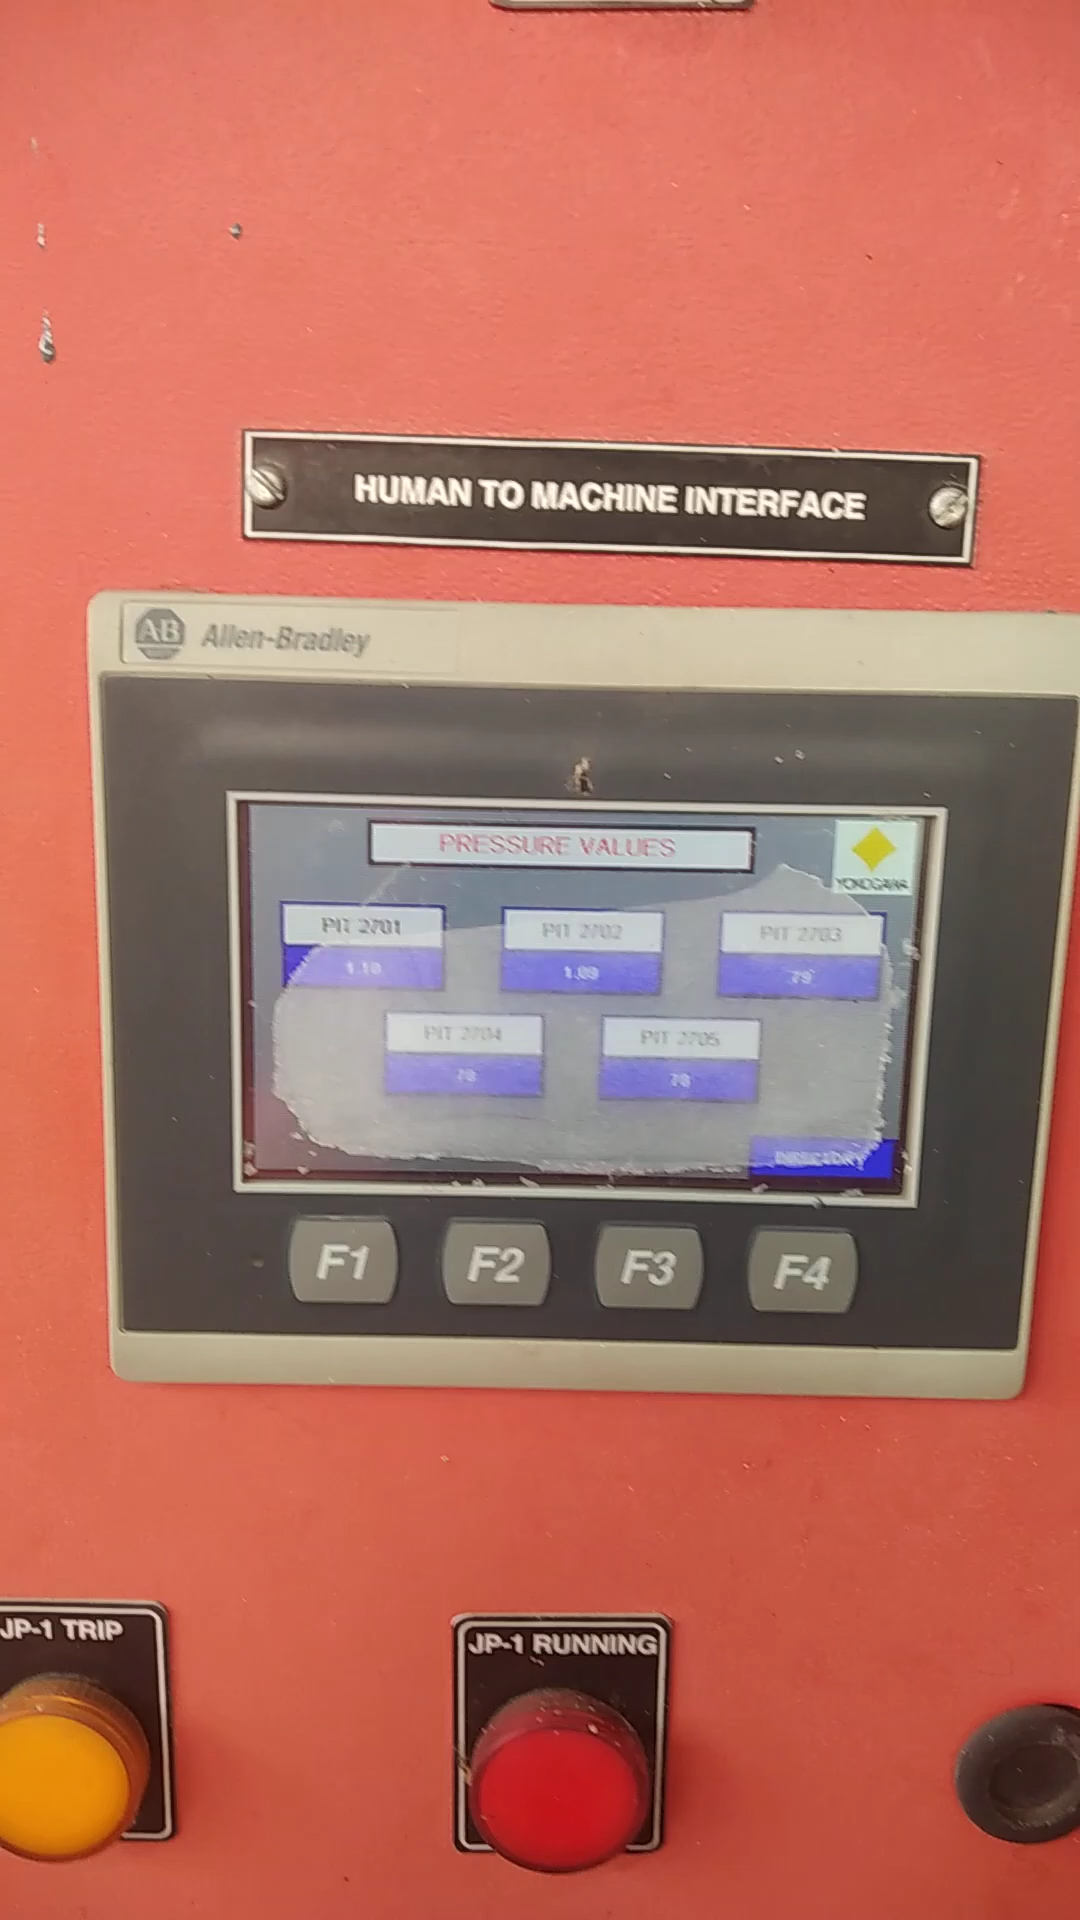 HUMAN TO MACHINE INTERFACE
AB Allen-Bradley
PRESSURE VALUES
YOKOGAWA
PIT 2701
PIT 2702
PIT 2703
1.10
1.09
79
PIT 2704
PIT 2705
78
78
DIRECTORY
F1 F2 F3 F4
JP-1 TRIP
JP-1 RUNNING